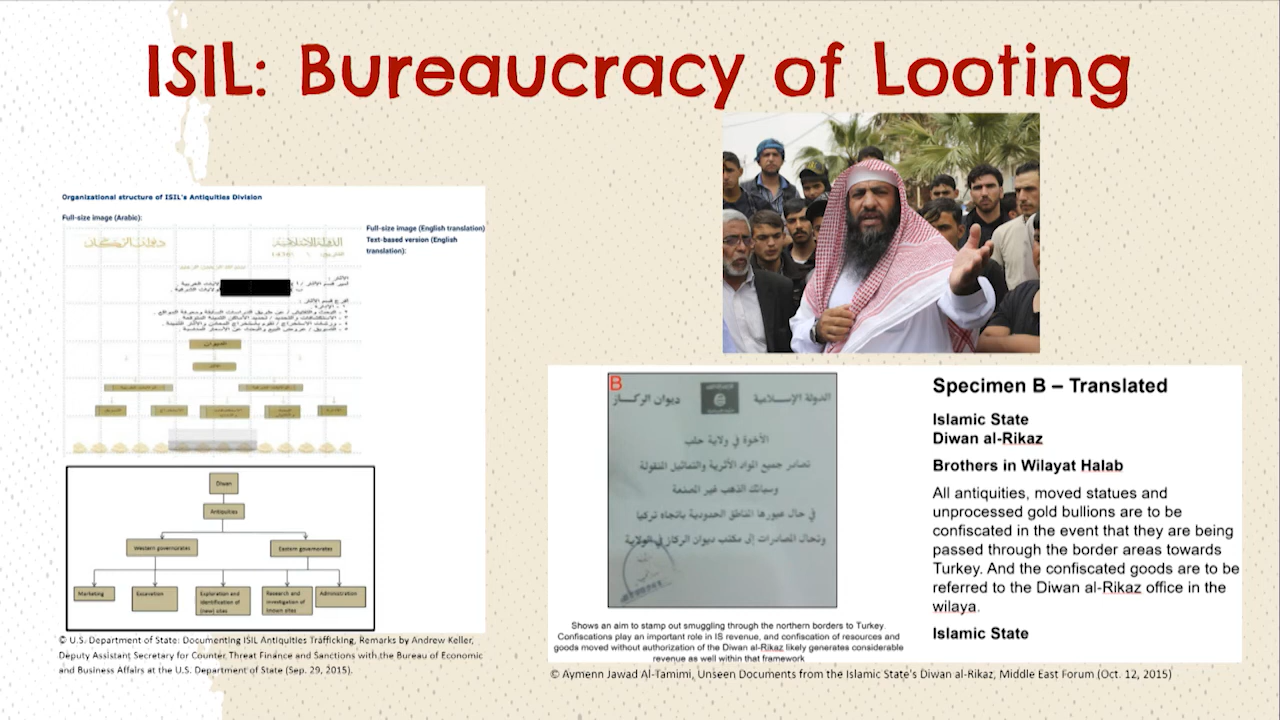 ISIL: Bureaucracy of Looting
Organizational structure of ISIL's Antiquities Division
Full-size image (Arabic):
Full-size image (English translation)
Text-based version (English
translation):
Diwan
Antiquities
Western governorates
Eastern governorates
Marketing
Excavation
Exploration and
identification of
(new) sites
Research and
investigation of
known sites
Administration
© U.S. Department of State: Documenting ISIL Antiquities Trafficking, Remarks by Andrew Keller,
Deputy Assistant Secretary for Counter Threat Finance and Sanctions with the Bureau of Economic
and Business Affairs at the U.S. Department of State (Sep. 29, 2015).
B
الدولة الإسلامية
ديوان الركاز
الأخوة في ولاية حلب
تصادر جميع المواد الأثرية والتماثيل المنقولة
وسبائك الذهب غير المصنعة
في حال عبورها المناطق الحدودية باتجاه تركيا
وتحال المصادرات إلى مكتب ديوان الركاز في الولاية
Shows an aim to stamp out smuggling through the northern borders to Turkey.
Confiscations play an important role in IS revenue, and confiscation of resources and
goods moved without authorization of the Diwan al-Rikaz likely generates considerable
revenue as well within that framework
Specimen B – Translated
Islamic State
Diwan al-Rikaz
Brothers in Wilayat Halab
All antiquities, moved statues and
unprocessed gold bullions are to be
confiscated in the event that they are being
passed through the border areas towards
Turkey. And the confiscated goods are to be
referred to the Diwan al-Rikaz office in the
wilaya.
Islamic State
© Aymenn Jawad Al-Tamimi, Unseen Documents from the Islamic State's Diwan al-Rikaz, Middle East Forum (Oct. 12, 2015)